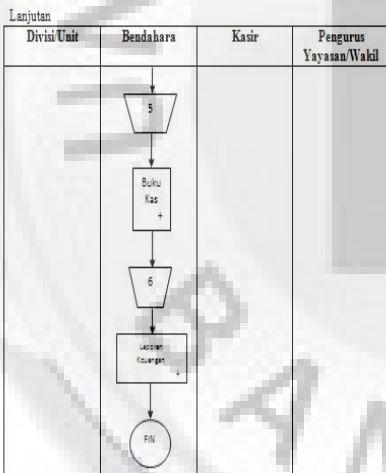 Lanjutan
Divisi/Unit
Bendahara
Kasir
Pengurus
Yayasan/Wakil
5
Buku
Kas
+
6
Laporan
Keuangan
+
FIN